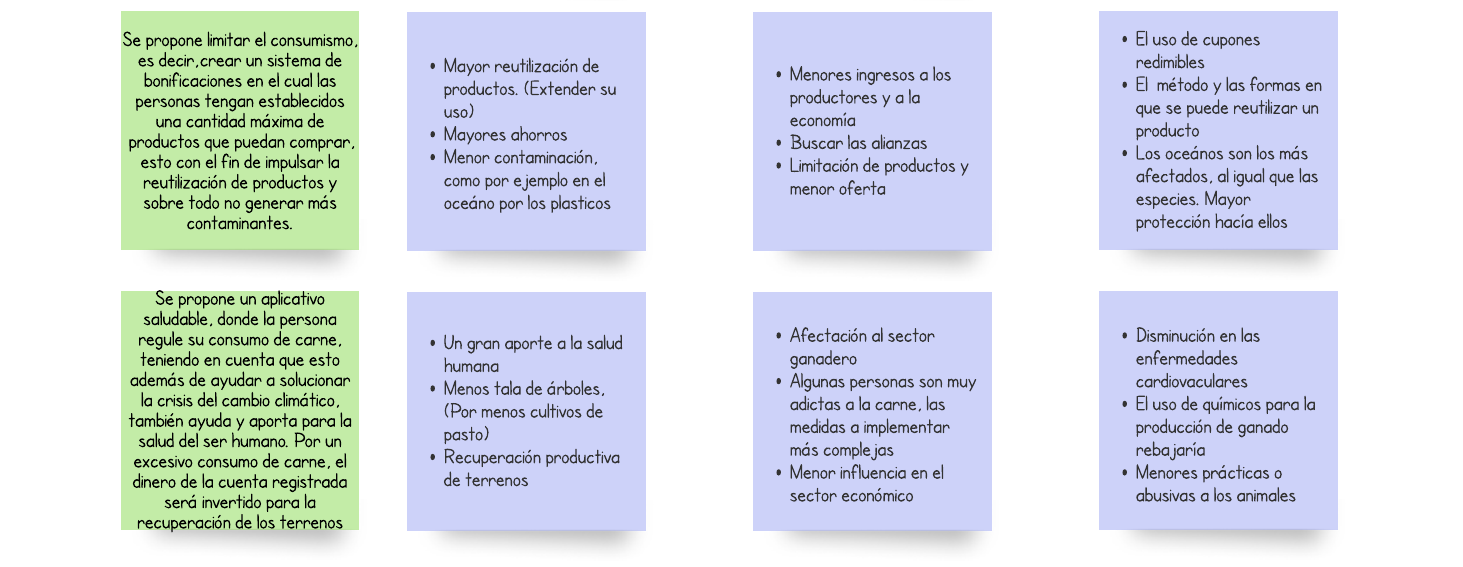 Se propone limitar el consumismo,
es decir,crear un sistema de
bonificaciones en el cual las
personas tengan establecidos
una cantidad máxima de
productos que puedan comprar,
esto con el fin de impulsar la
reutilización de productos y
sobre todo no generar más
contaminantes.
• Mayor reutilización de
productos. (Extender su
uso)
• Mayores ahorros
• Menor contaminación,
como por ejemplo en el
oceáno por los plasticos
• Menores ingresos a los
productores y a la
economía
• Buscar las alianzas
• Limitación de productos y
menor oferta
• El uso de cupones
redimibles
• El método y las formas en
que se puede reutilizar un
producto
• Los oceános son los más
afectados, al igual que las
especies. Mayor
protección hacía ellos
Se propone un aplicativo
saludable, donde la persona
regule su consumo de carne,
teniendo en cuenta que esto
además de ayudar a solucionar
la crisis del cambio climático,
también ayuda y aporta para la
salud del ser humano. Por un
excesivo consumo de carne, el
dinero de la cuenta registrada
será invertido para la
recuperación de los terrenos
• Un gran aporte a la salud
humana
• Menos tala de árboles,
(Por menos cultivos de
pasto)
• Recuperación productiva
de terrenos
• Afectación al sector
ganadero
• Algunas personas son muy
adictas a la carne, las
medidas a implementar
más complejas
• Menor influencia en el
sector económico
• Disminución en las
enfermedades
cardiovaculares
• El uso de químicos para la
producción de ganado
rebajaría
• Menores prácticas o
abusivas a los animales